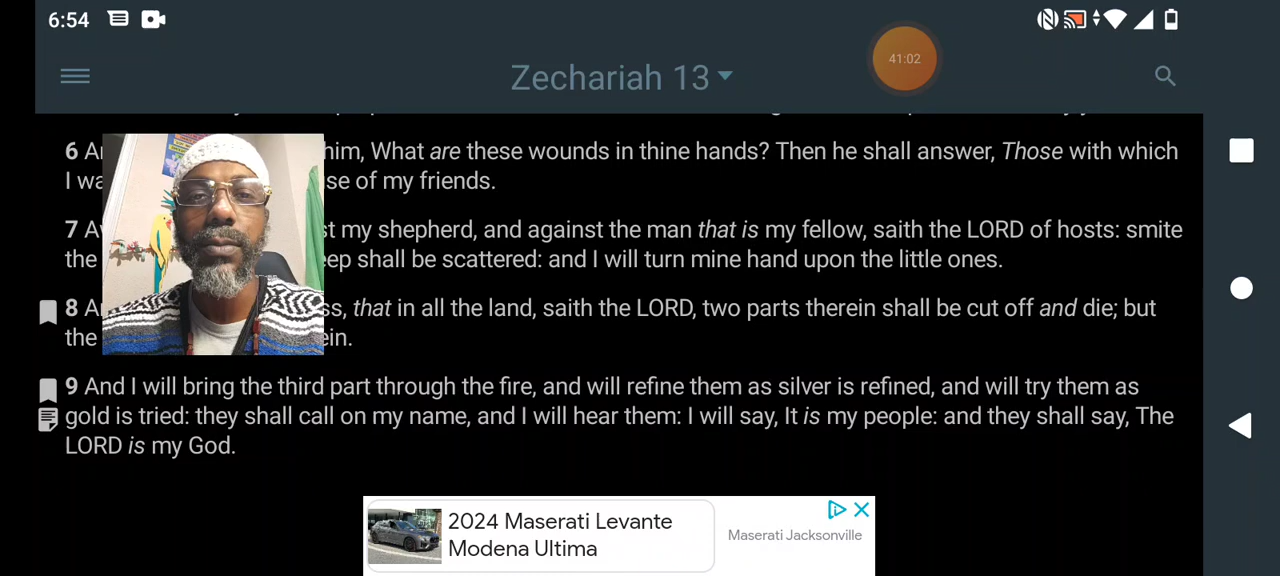 6:54
41:02
Zechariah 13
6 him, What are these wounds in thine hands? Then he shall answer, Those with which
I wa se of my friends.
7 st my shepherd, and against the man that is my fellow, saith the LORD of hosts: smite
the eep shall be scattered: and I will turn mine hand upon the little ones.
8 ss, that in all the land, saith the LORD, two parts therein shall be cut off and die; but
the ein.
9 And I will bring the third part through the fire, and will refine them as silver is refined, and will try them as
gold is tried: they shall call on my name, and I will hear them: I will say, It is my people: and they shall say, The
LORD is my God.
2024 Maserati Levante
Modena Ultima
Maserati Jacksonville